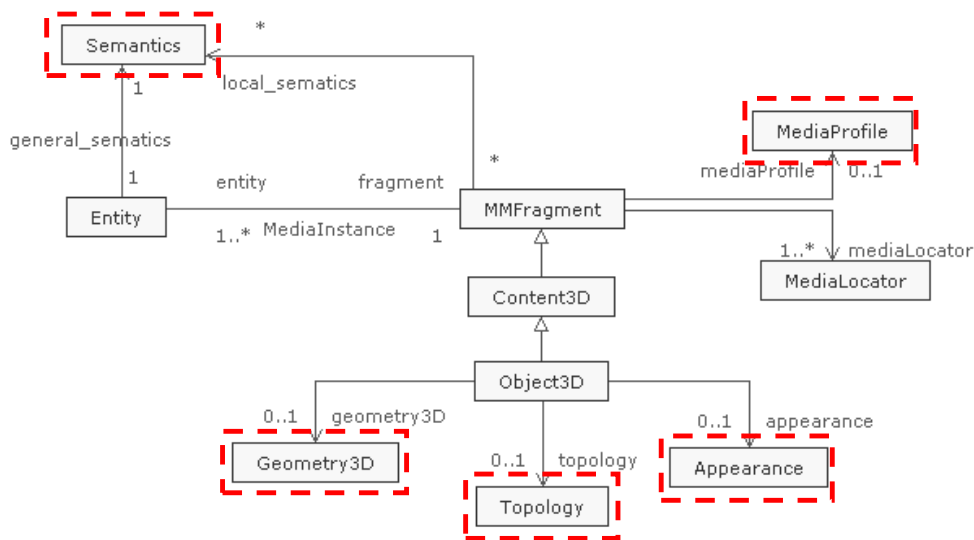 Semantics
*
1
local_sematics
general_sematics
MediaProfile
*
mediaProfile 0..1
1
entity
fragment
Entity
MMFragment
1..* MediaInstance 1
1..* mediaLocator
MediaLocator
Content3D
Object3D
0..1 geometry3D
0..1 appearance
Geometry3D
0..1 topology
Appearance
Topology